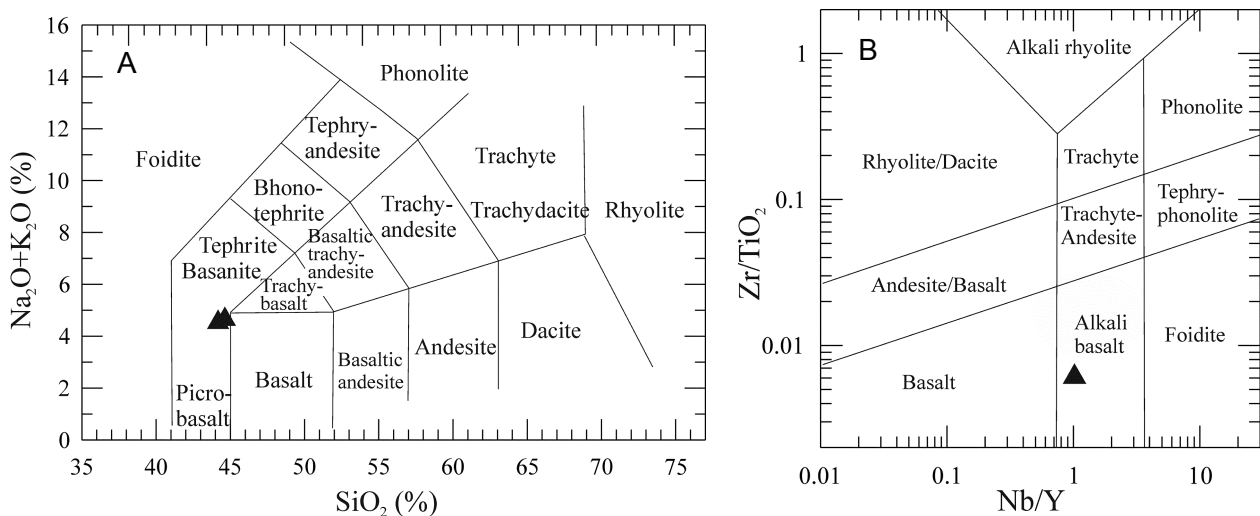 A
16
14
12
10
8
6
4
2
0
35
40
45
50
55
60
65
70
75
Na2O+K2O (%)
SiO2 (%)
Phonolite
Tephry-
andesite
Foidite
Trachyte
Bhono-
tephrite
Trachy-
andesite
Trachydacite
Rhyolite
Tephrite
Basanite
Basaltic
trachy-
andesite
Trachy-
basalt
Dacite
Andesite
Basaltic
andesite
Basalt
Picro-
basalt
B
1
0.1
0.01
0.01
0.1
1
10
Zr/TiO2
Nb/Y
Alkali rhyolite
Phonolite
Rhyolite/Dacite
Trachyte
Tephry-
phonolite
Trachyte-
Andesite
Andesite/Basalt
Alkali
basalt
Foidite
Basalt